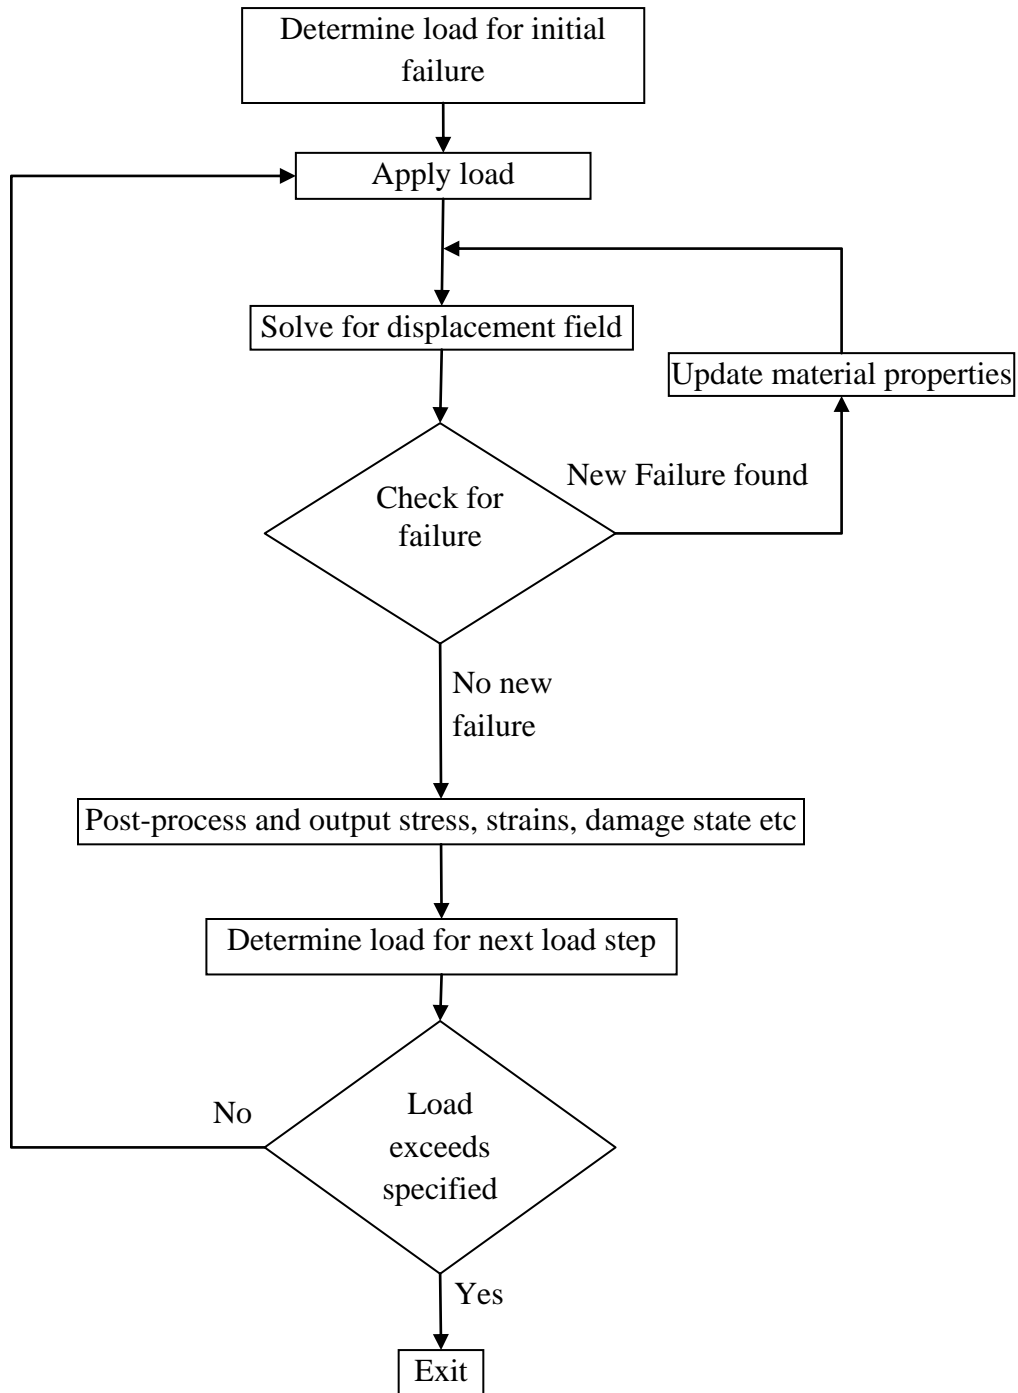 Determine load for initial
failure
Apply load
Solve for displacement field
Update material properties
New Failure found
Check for
failure
No new
failure
Post-process and output stress, strains, damage state etc
Determine load for next load step
No
Load
exceeds
specified
Yes
Exit